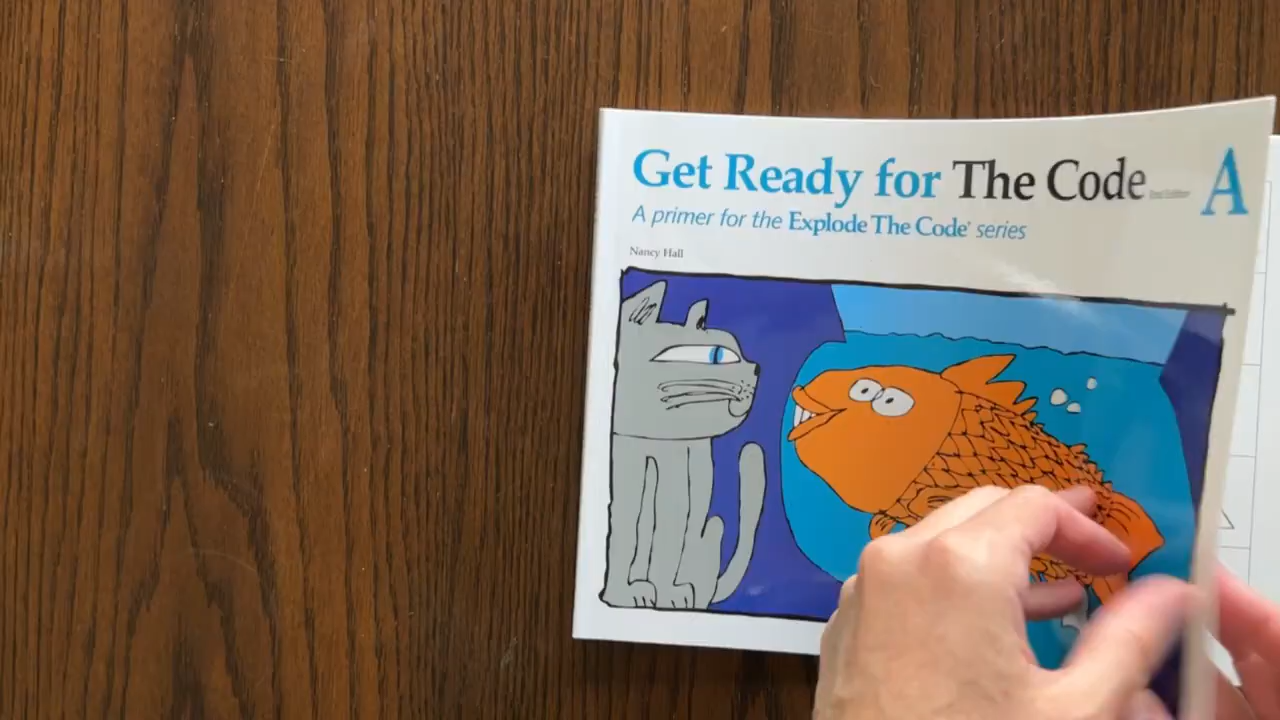 Get Ready for The Code A
A primer for the Explode The Code® series
Nancy Hall